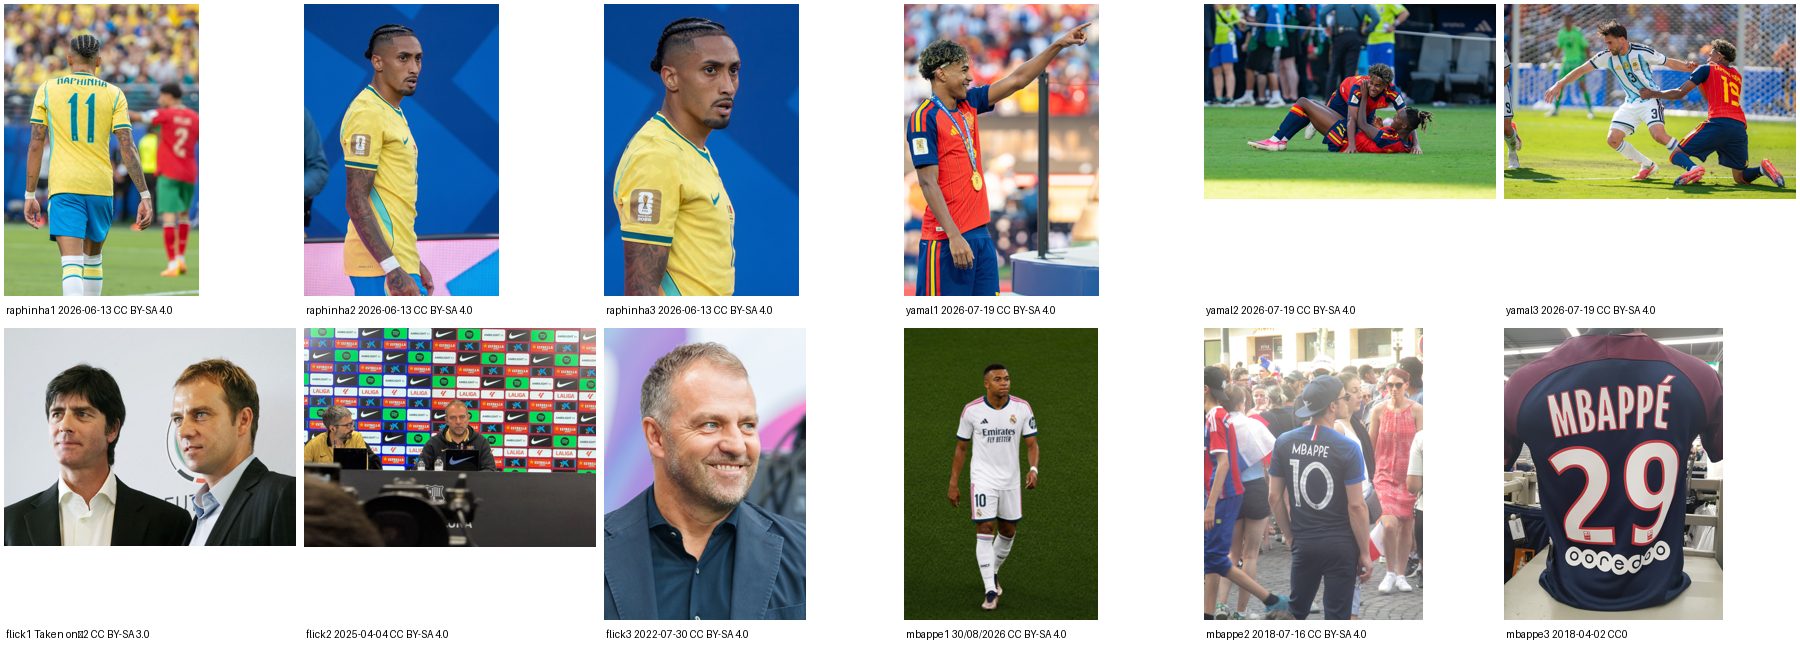 RAPHINHA
11
2
19
3
raphinha1 2026-06-13 CC BY-SA 4.0
raphinha2 2026-06-13 CC BY-SA 4.0
raphinha3 2026-06-13 CC BY-SA 4.0
yamal1 2026-07-19 CC BY-SA 4.0
yamal2 2026-07-19 CC BY-SA 4.0
yamal3 2026-07-19 CC BY-SA 4.0
LALIGA
Emirates
FLY BETTER
10
MBAPPE
10
MBAPPÉ
29
ooredoo
flick1 Taken on 2 CC BY-SA 3.0
flick2 2025-04-04 CC BY-SA 4.0
flick3 2022-07-30 CC BY-SA 4.0
mbappe1 30/08/2026 CC BY-SA 4.0
mbappe2 2018-07-16 CC BY-SA 4.0
mbappe3 2018-04-02 CC0